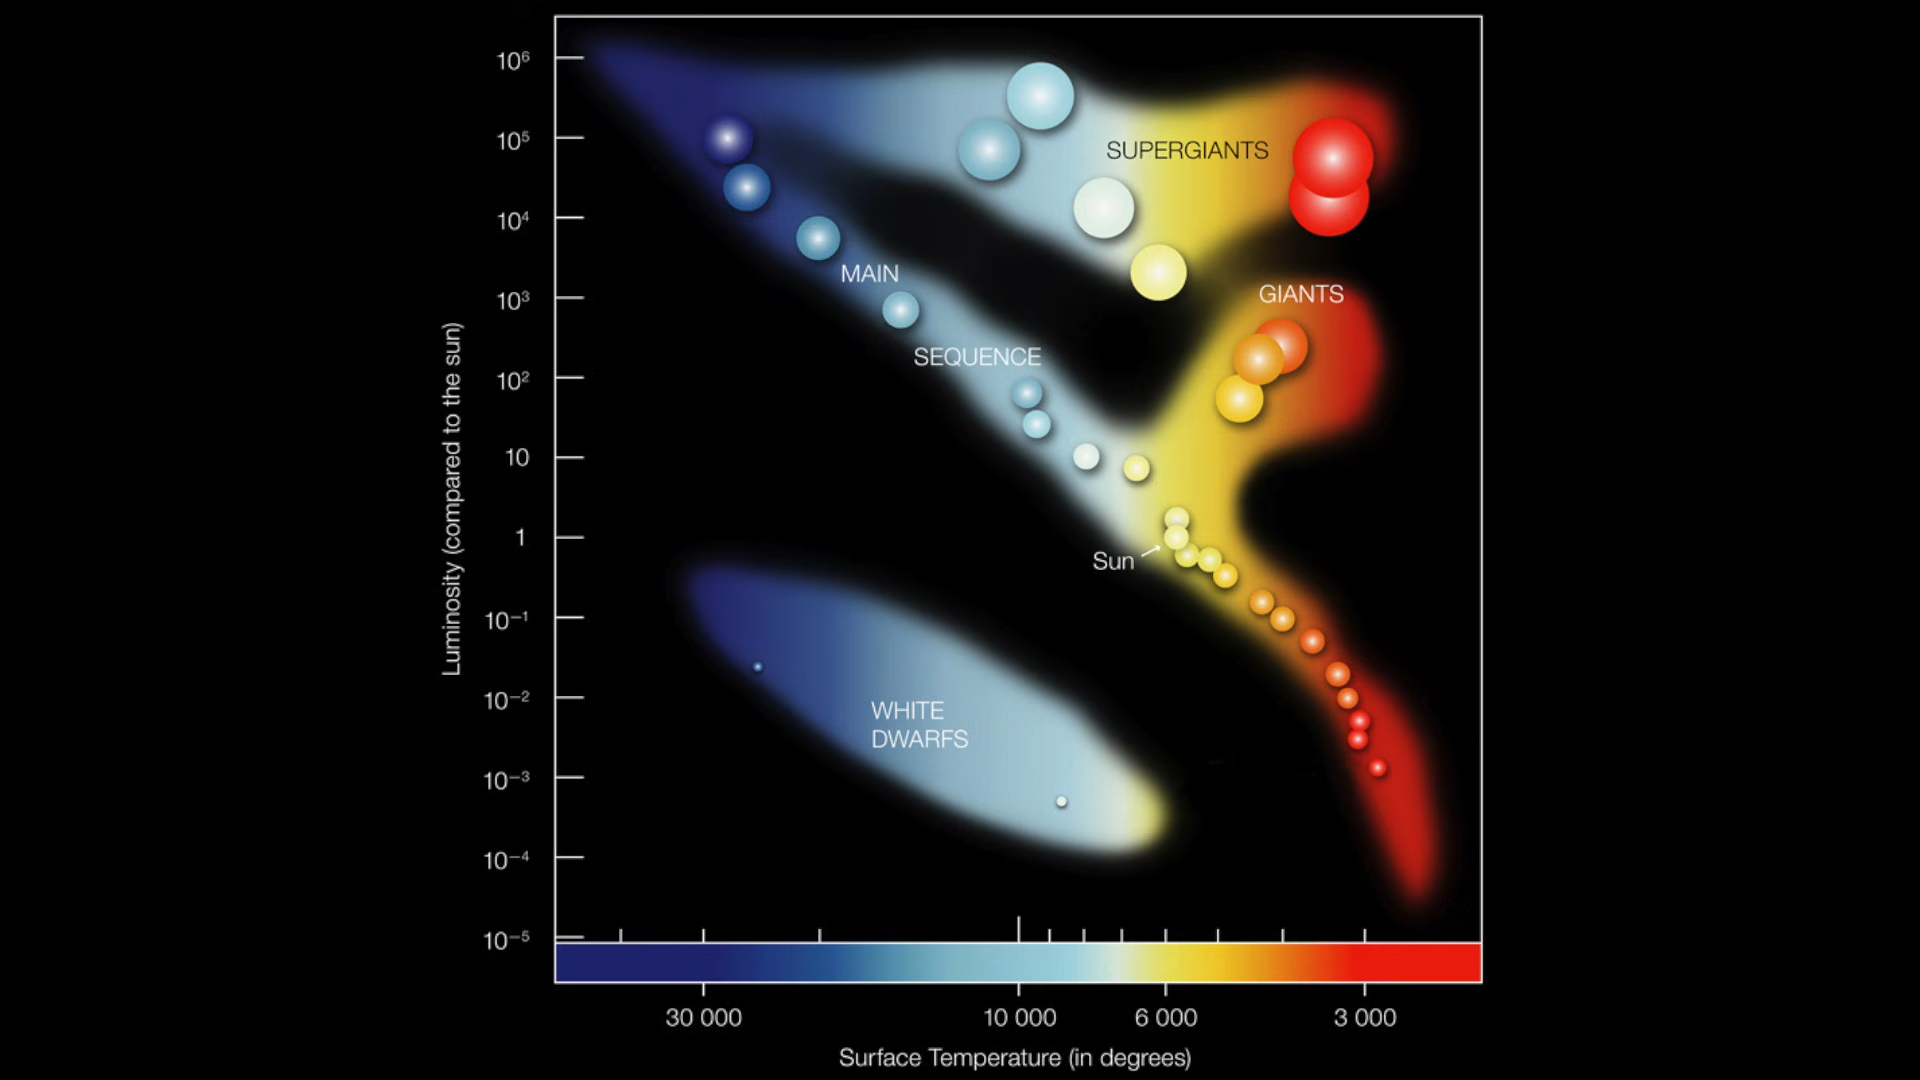 10⁶
10⁵
SUPERGIANTS
10⁴
MAIN
10³
GIANTS
SEQUENCE
10²
10
1
Sun
10⁻¹
WHITE
DWARFS
10⁻²
10⁻³
10⁻⁴
10⁻⁵
Luminosity (compared to the sun)
30 000
10 000
6 000
3 000
Surface Temperature (in degrees)